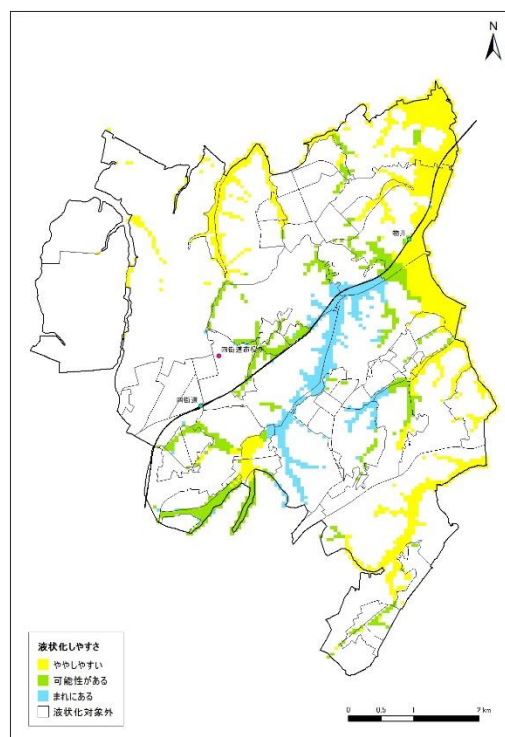 N
物井
四街道市役所
四街道
液状化しやすさ
ややしやすい
可能性がある
まれにある
液状化対象外
0 0.5 1 2 km